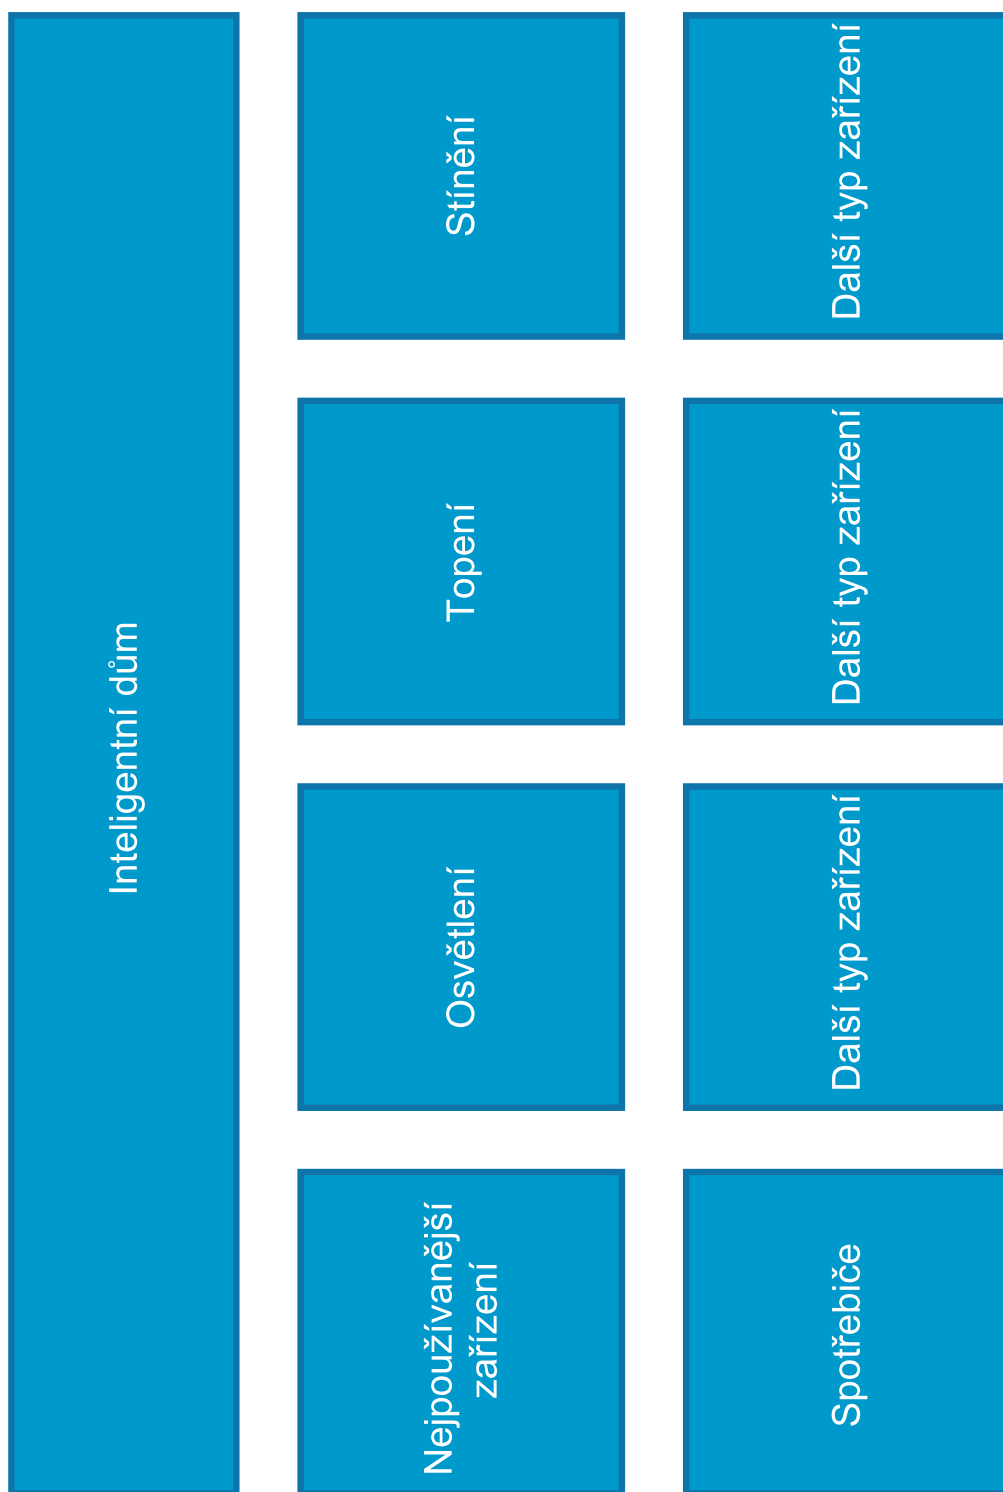 Inteligentní dům
Nejpoužívanější
zařízení
Osvětlení
Topení
Stínění
Spotřebiče
Další typ zařízení
Další typ zařízení
Další typ zařízení